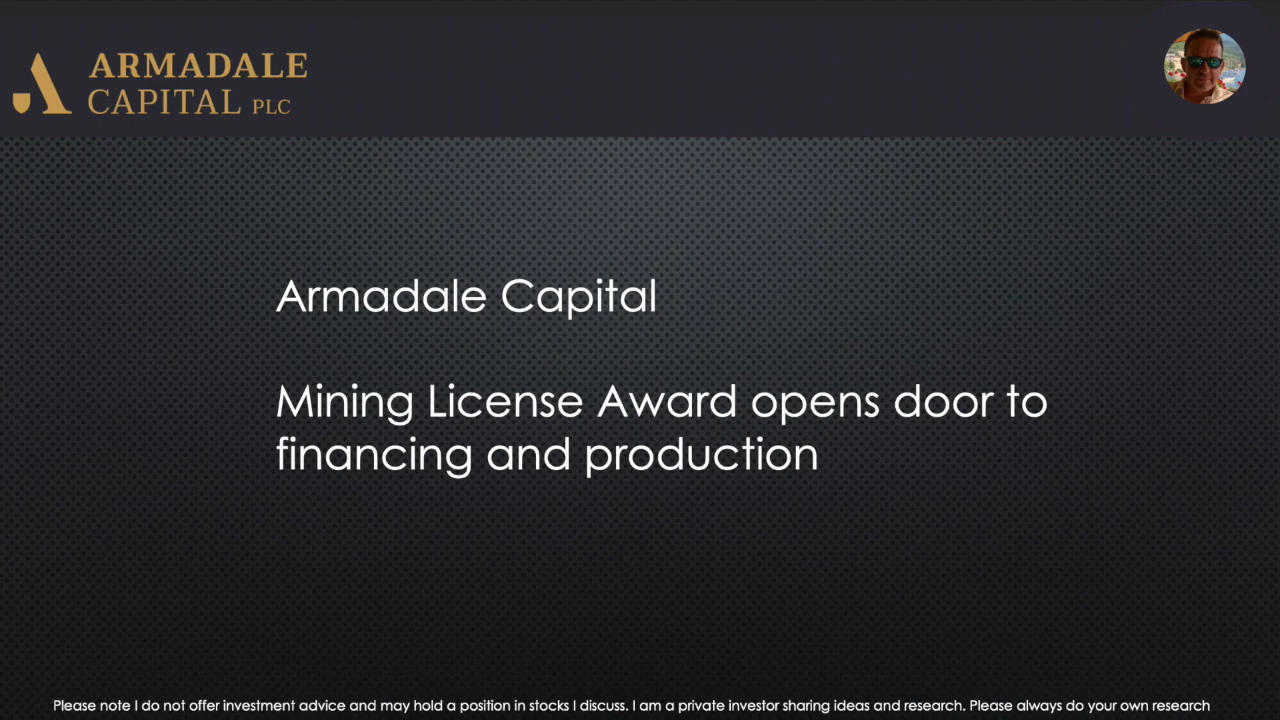 ARMADALE
CAPITAL PLC
Armadale Capital
Mining License Award opens door to
financing and production
Please note I do not offer investment advice and may hold a position in stocks I discuss. I am a private investor sharing ideas and research. Please always do your own research